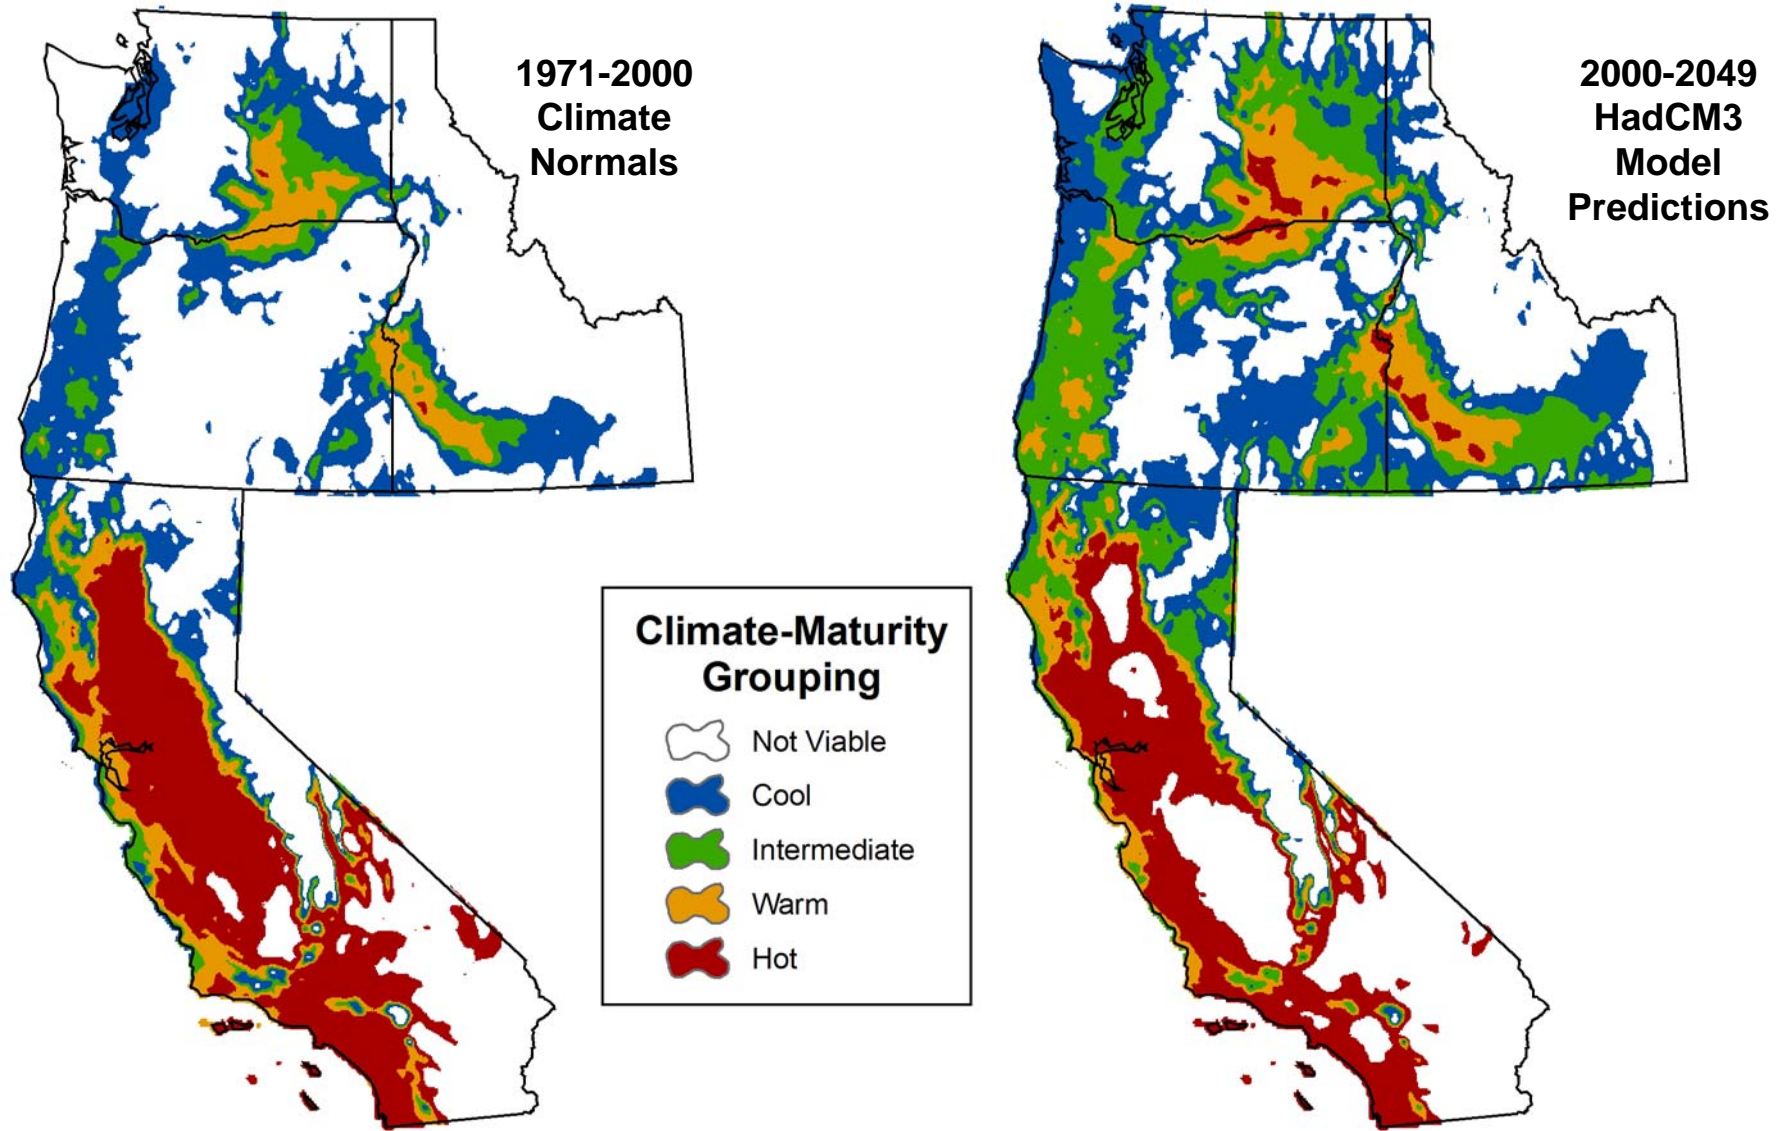 1971-2000
Climate
Normals
2000-2049
HadCM3
Model
Predictions
Climate-Maturity
Grouping
Not Viable
Cool
Intermediate
Warm
Hot